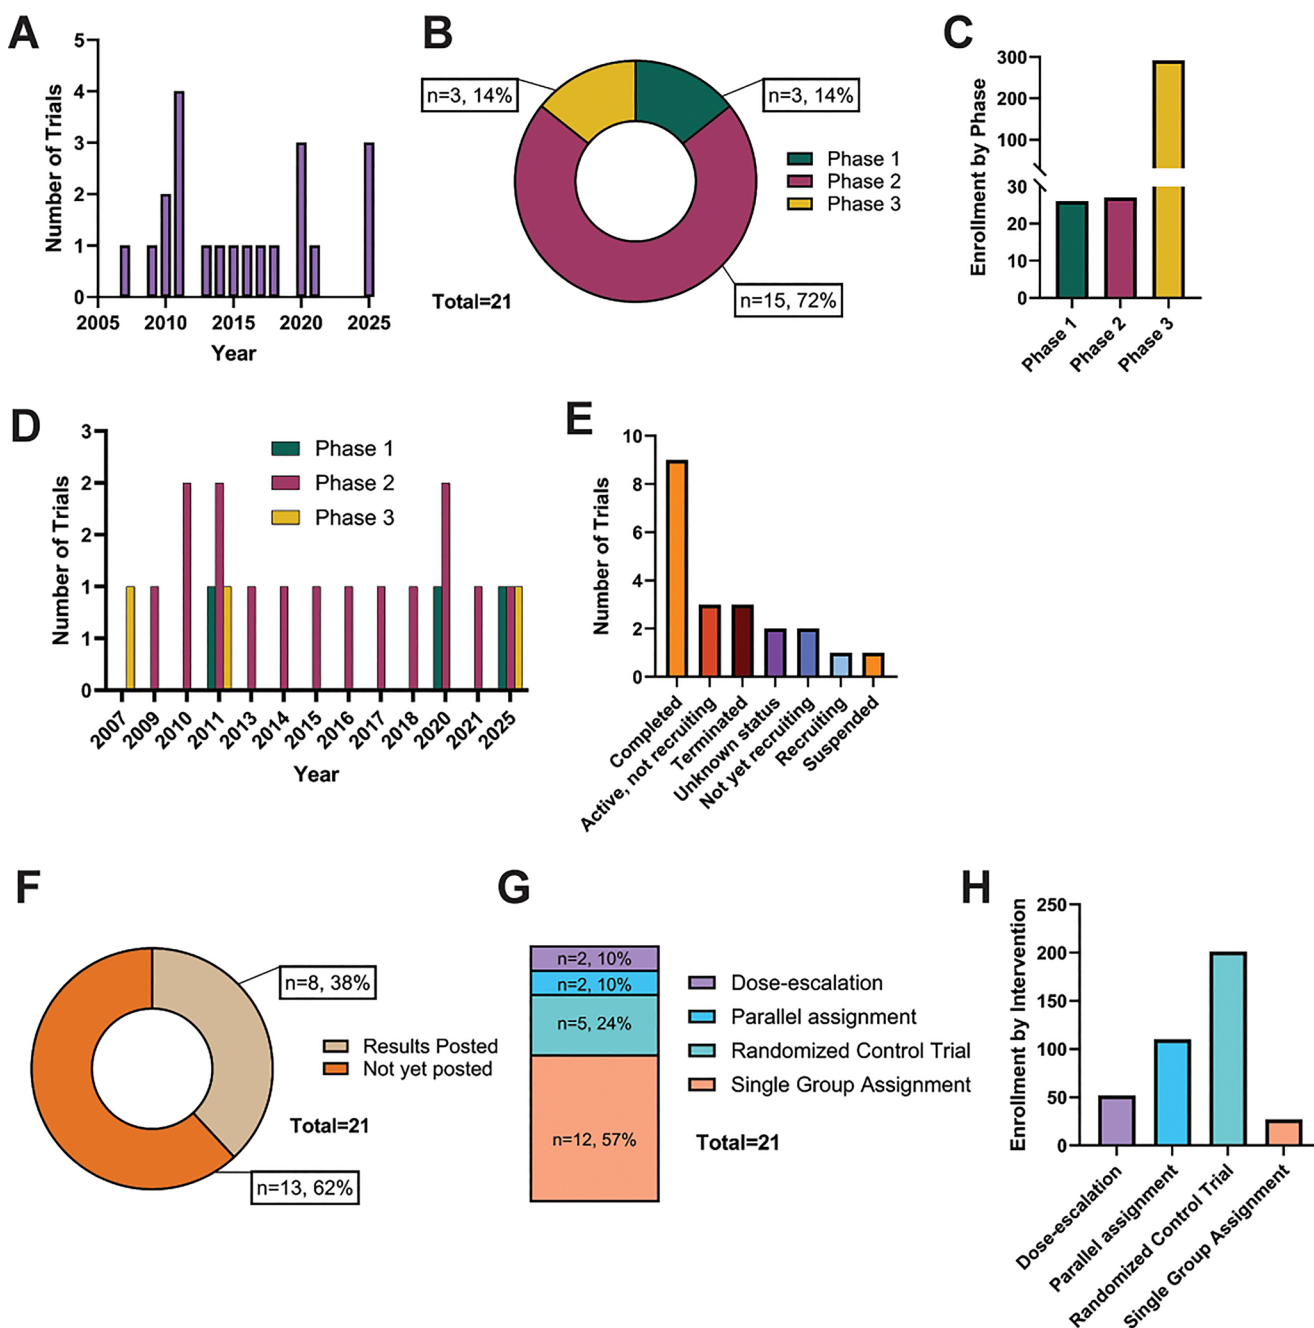 A
Number of Trials
5
4
3
2
1
0
2005 2010 2015 2020 2025
Year
B
n=3, 14%
n=3, 14%
Phase 1
Phase 2
Phase 3
n=15, 72%
Total=21
C
Enrollment by Phase
300
200
100
30
20
10
0
Phase 1
Phase 2
Phase 3
D
Number of Trials
3
2
2
1
1
0
Phase 1
Phase 2
Phase 3
2007
2009
2010
2011
2013
2014
2015
2016
2017
2018
2020
2021
2025
Year
E
Number of Trials
10
8
6
4
2
0
Completed
Active, not recruiting
Terminated
Unknown status
Not yet recruiting
Recruiting
Suspended
F
n=8, 38%
Results Posted
Not yet posted
Total=21
n=13, 62%
G
n=2, 10%
n=2, 10%
n=5, 24%
n=12, 57%
Dose-escalation
Parallel assignment
Randomized Control Trial
Single Group Assignment
Total=21
H
Enrollment by Intervention
250
200
150
100
50
0
Dose-escalation
Parallel assignment
Randomized Control Trial
Single Group Assignment